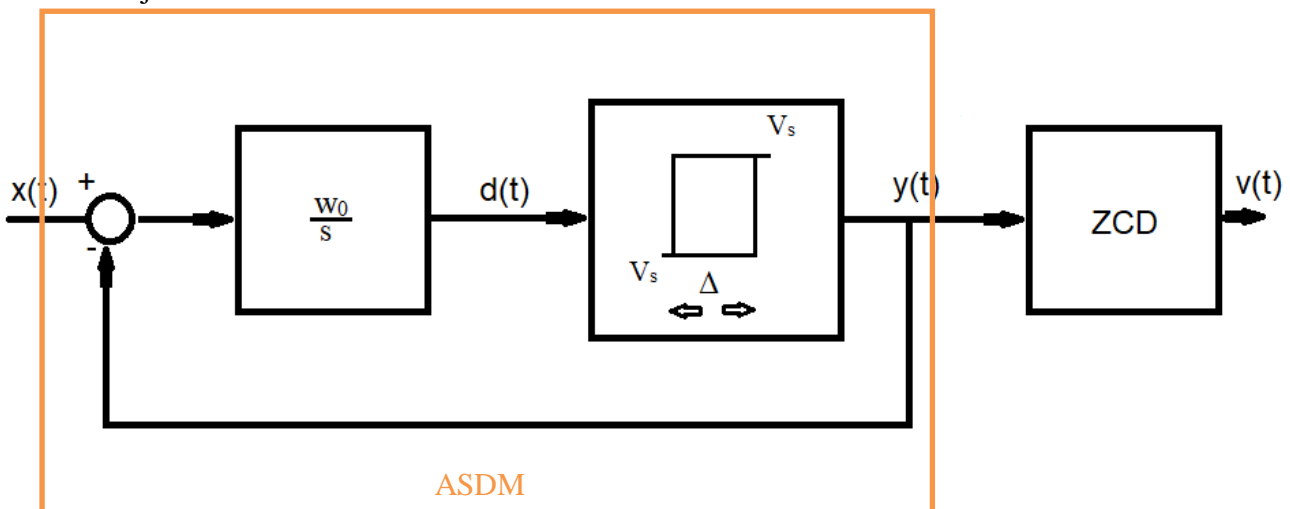 x(t)
+
-
w₀
s
d(t)
Vₛ
Vₛ
Δ
y(t)
ZCD
v(t)
ASDM